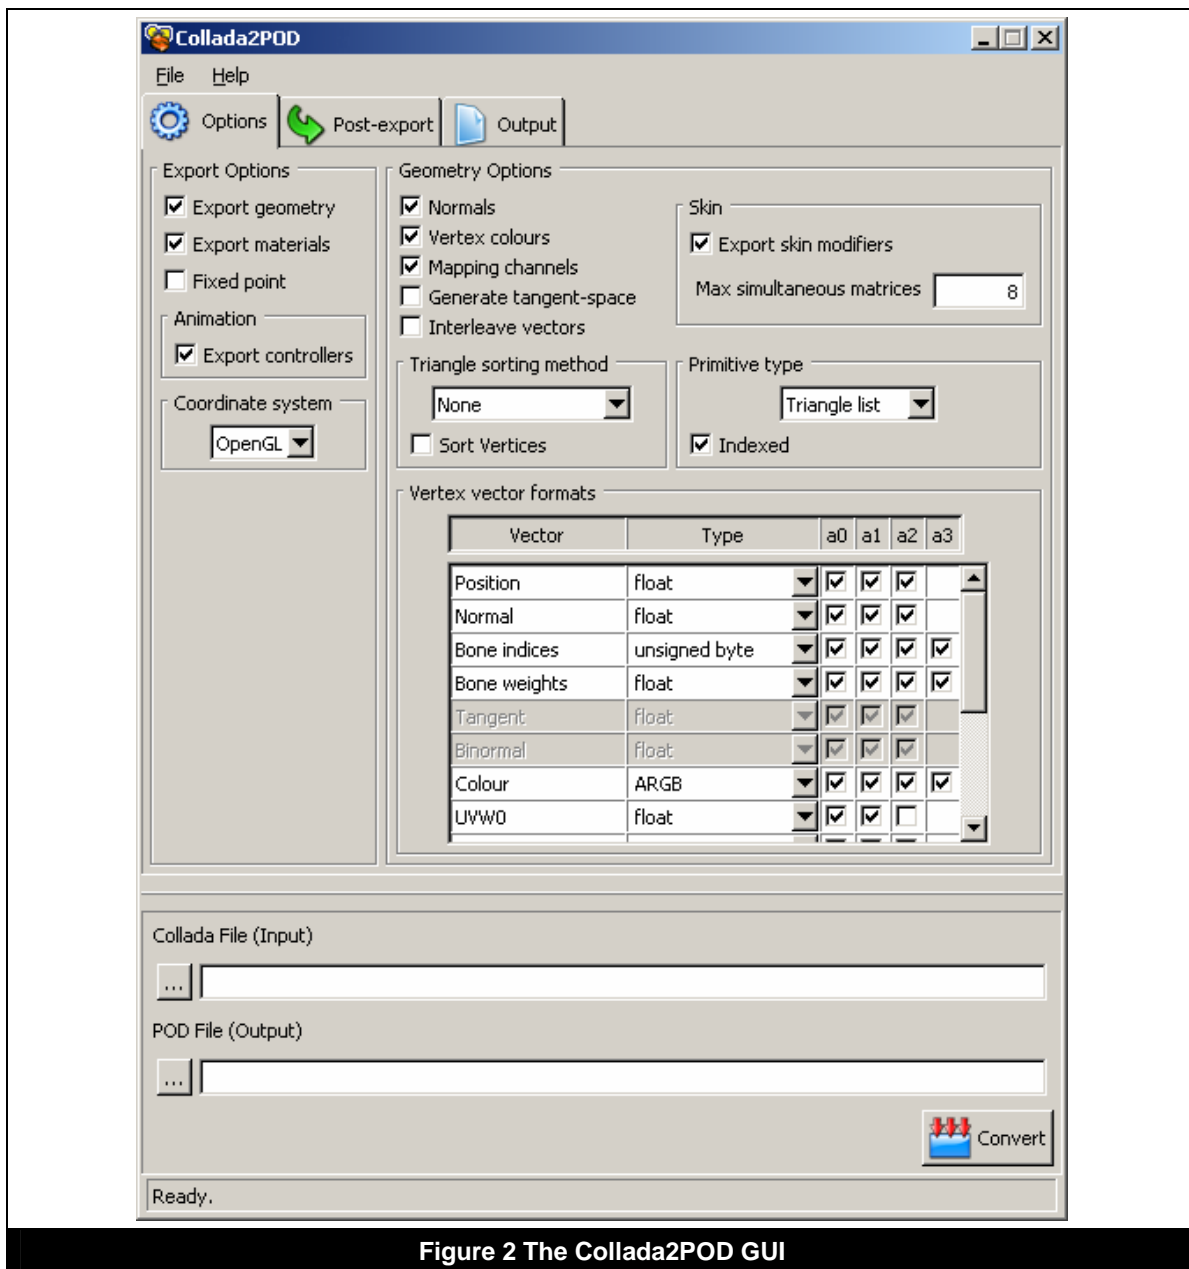 Collada2POD
File Help
Options Post-export Output
Export Options
Export geometry
Export materials
Fixed point
Animation
Export controllers
Coordinate system
OpenGL
Geometry Options
Normals
Vertex colours
Mapping channels
Generate tangent-space
Interleave vectors
Skin
Export skin modifiers
Max simultaneous matrices 8
Triangle sorting method
None
Sort Vertices
Primitive type
Triangle list
Indexed
Vertex vector formats
Vector Type a0 a1 a2 a3
Position float
Normal float
Bone indices unsigned byte
Bone weights float
Tangent float
Binormal float
Colour ARGB
UVW0 float
Collada File (Input)
...
POD File (Output)
...
Convert
Ready.
Figure 2 The Collada2POD GUI